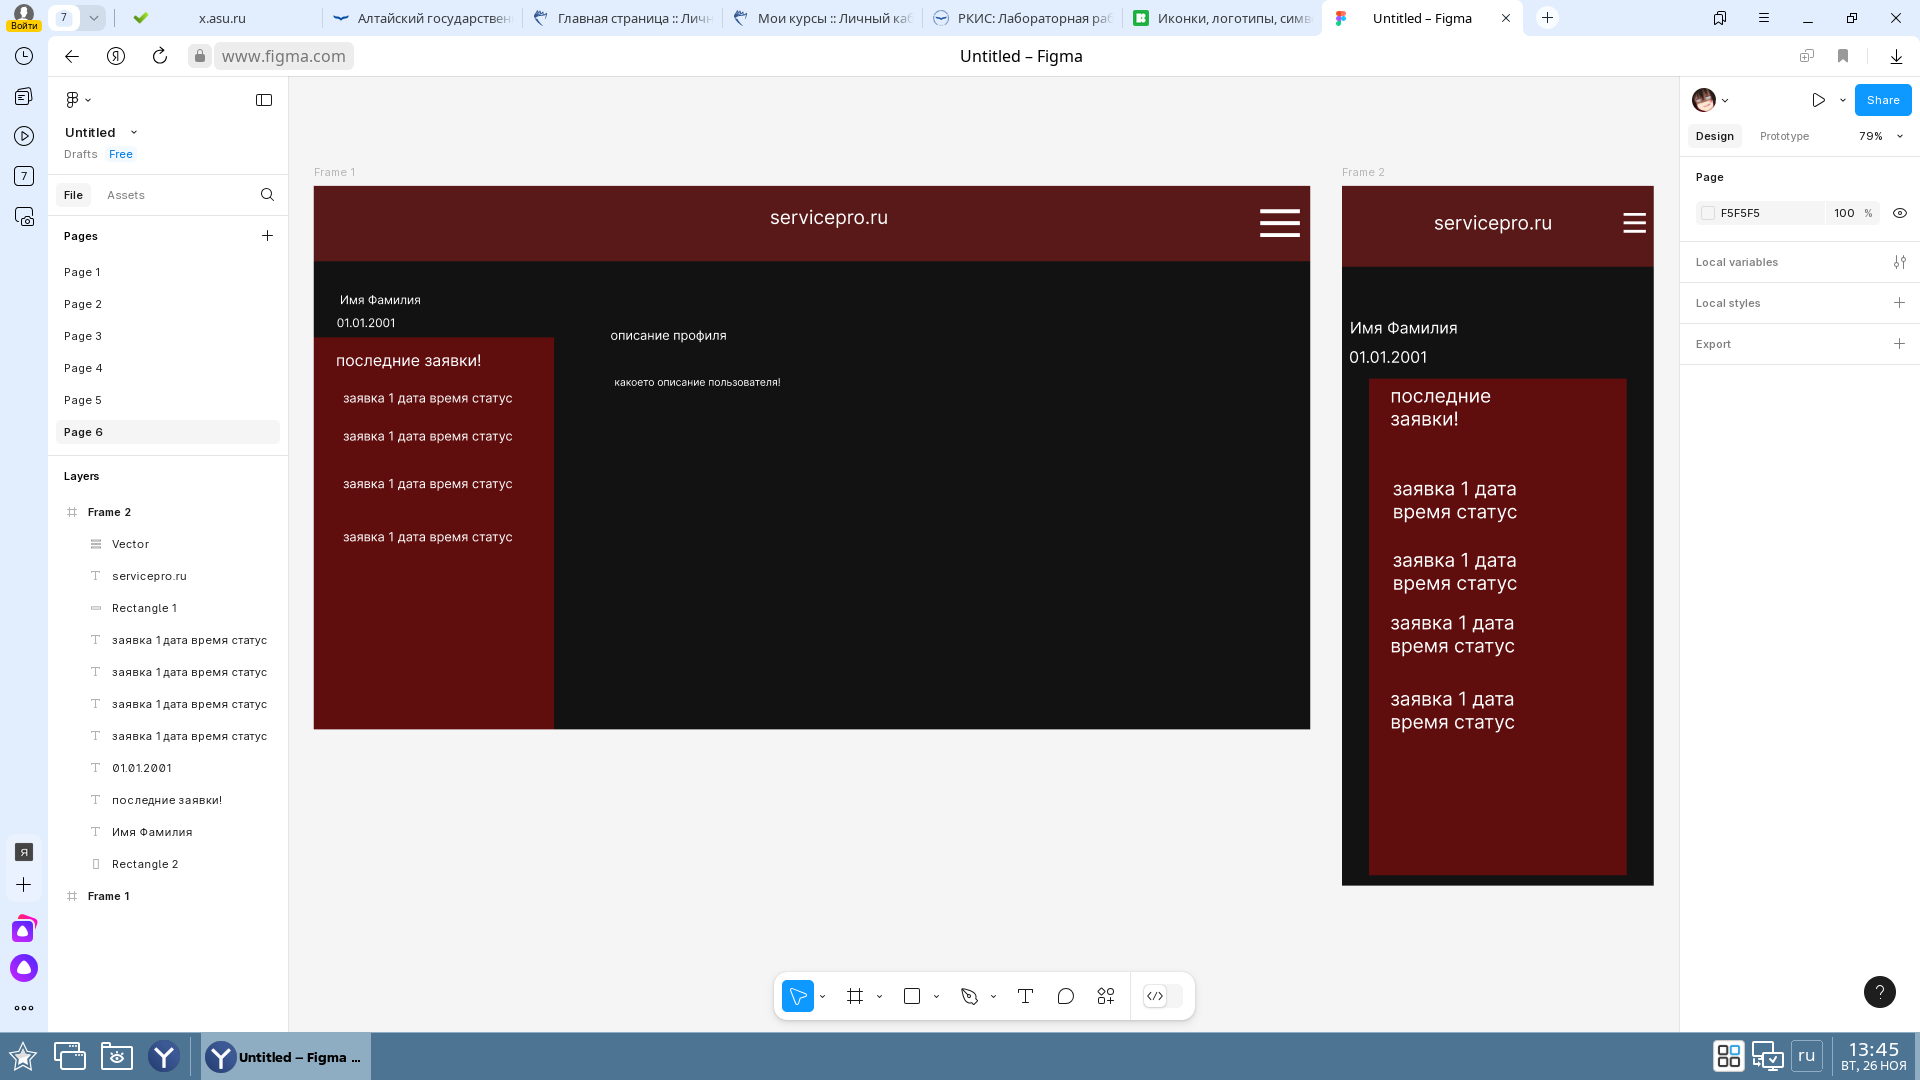 Войти
7
x.asu.ru
Алтайский государствен
Главная страница :: Личн
Мои курсы :: Личный каб
РКИС: Лабораторная раб
Иконки, логотипы, симв
Untitled – Figma
www.figma.com
Untitled – Figma
7
Я
Untitled
Drafts
Free
File
Assets
Pages
Page 1
Page 2
Page 3
Page 4
Page 5
Page 6
Layers
Frame 2
Vector
servicepro.ru
Rectangle 1
заявка 1 дата время статус
заявка 1 дата время статус
заявка 1 дата время статус
заявка 1 дата время статус
01.01.2001
последние заявки!
Имя Фамилия
Rectangle 2
Frame 1
Frame 1
servicepro.ru
Имя Фамилия
01.01.2001
последние заявки!
заявка 1 дата время статус
заявка 1 дата время статус
заявка 1 дата время статус
заявка 1 дата время статус
описание профиля
какоето описание пользователя!
Frame 2
servicepro.ru
Имя Фамилия
01.01.2001
последние
заявки!
заявка 1 дата
время статус
заявка 1 дата
время статус
заявка 1 дата
время статус
заявка 1 дата
время статус
Share
Design
Prototype
79%
Page
F5F5F5
100 %
Local variables
Local styles
Export
?
Untitled – Figma ...
ru
13:45
ВТ, 26 НОЯ